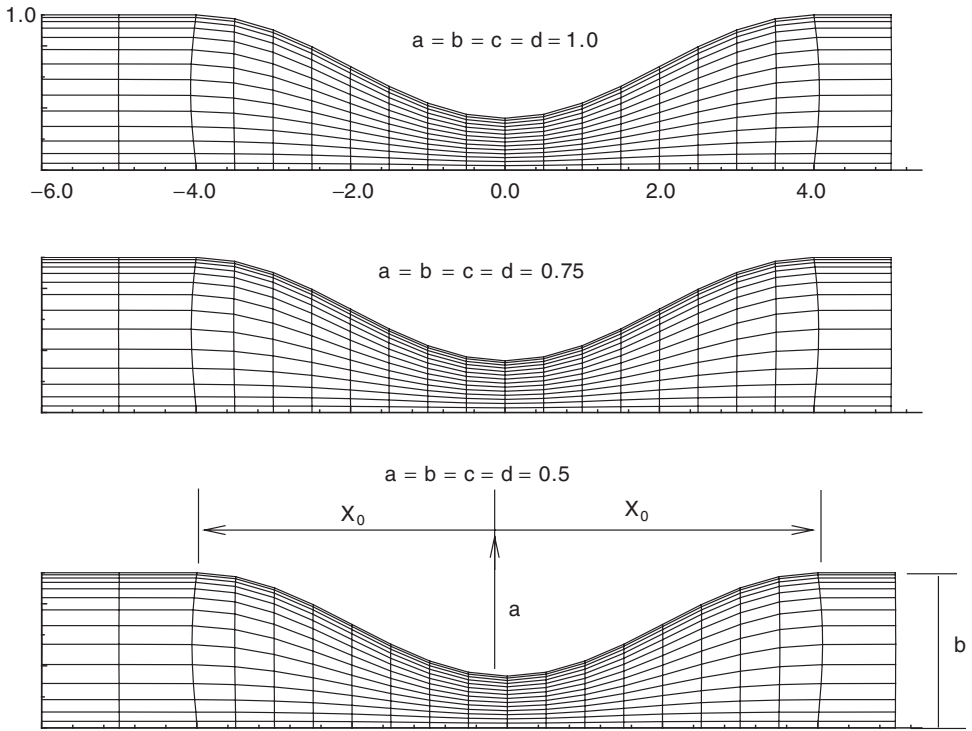 1.0
a = b = c = d = 1.0
−6.0 −4.0 −2.0 0.0 2.0 4.0
a = b = c = d = 0.75
a = b = c = d = 0.5
X₀ X₀
a
b